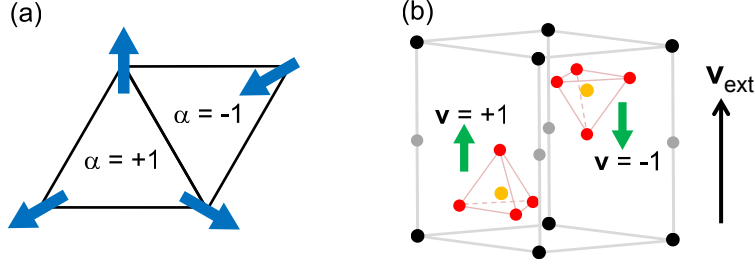 (a)
α = -1
α = +1
(b)
v = +1
v = -1
v_ext